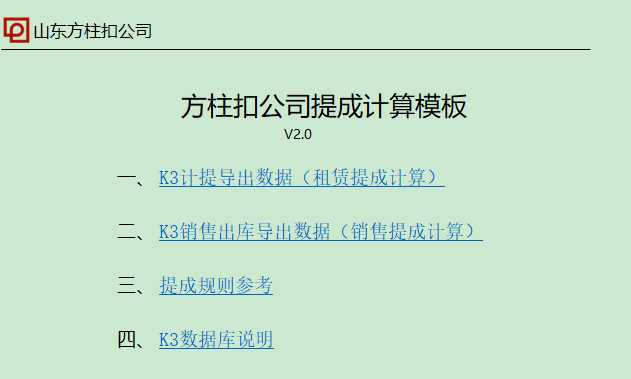 山东方柱扣公司
方柱扣公司提成计算模板
V2.0
一、K3计提导出数据（租赁提成计算）
二、K3销售出库导出数据（销售提成计算）
三、提成规则参考
四、K3数据库说明